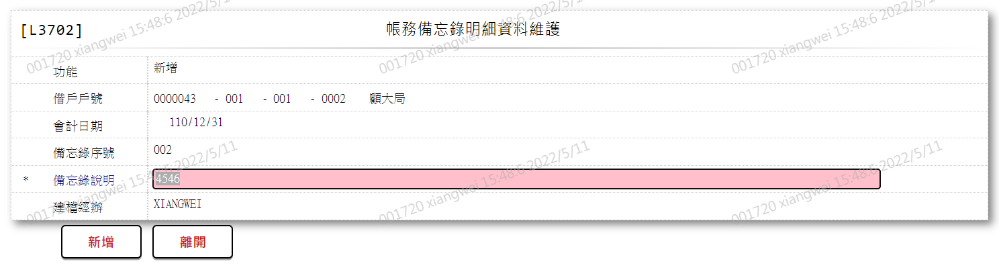 [L3702] 帳務備忘錄明細資料維護
功能 新增
借戶戶號 0000043 - 001 - 001 - 0002 顧大局
會計日期 110/12/31
備忘錄序號 002
* 備忘錄說明 4546
建檔經辦 XIANGWEI
新增 離開
001720 xiangwei 15:48:6 2022/5/11
001720 xiangwei 15:48:6 2022/5/11
001720 xiangwei 15:48:6 2022/5/11
001720 xiangwei 15:48:6 2022/5/11
001720 xiangwei 15:48:6 2022/5/11
001720 xiangwei 15:48:6 2022/5/11